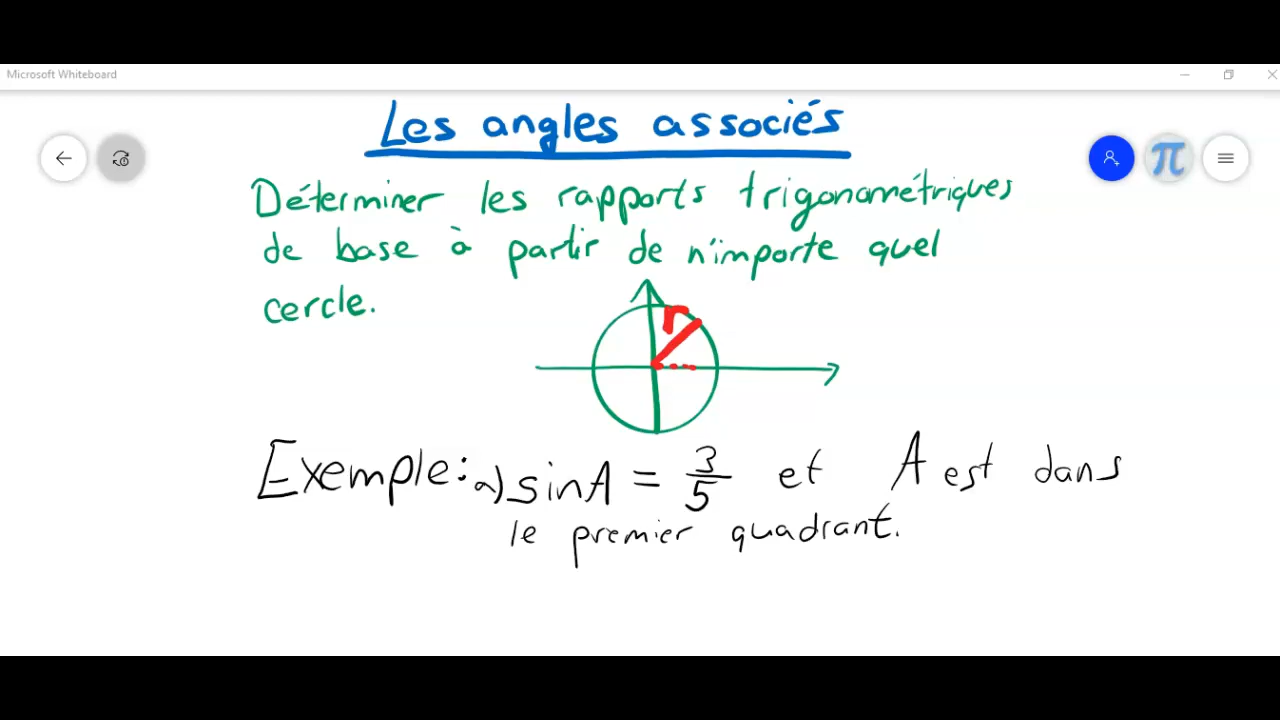 Microsoft Whiteboard
Les angles associés
Déterminer les rapports trigonométriques
de base à partir de n'importe quel
cercle.
r
Exemple: a) sinA = 3/5 et A est dans
le premier quadrant.
π